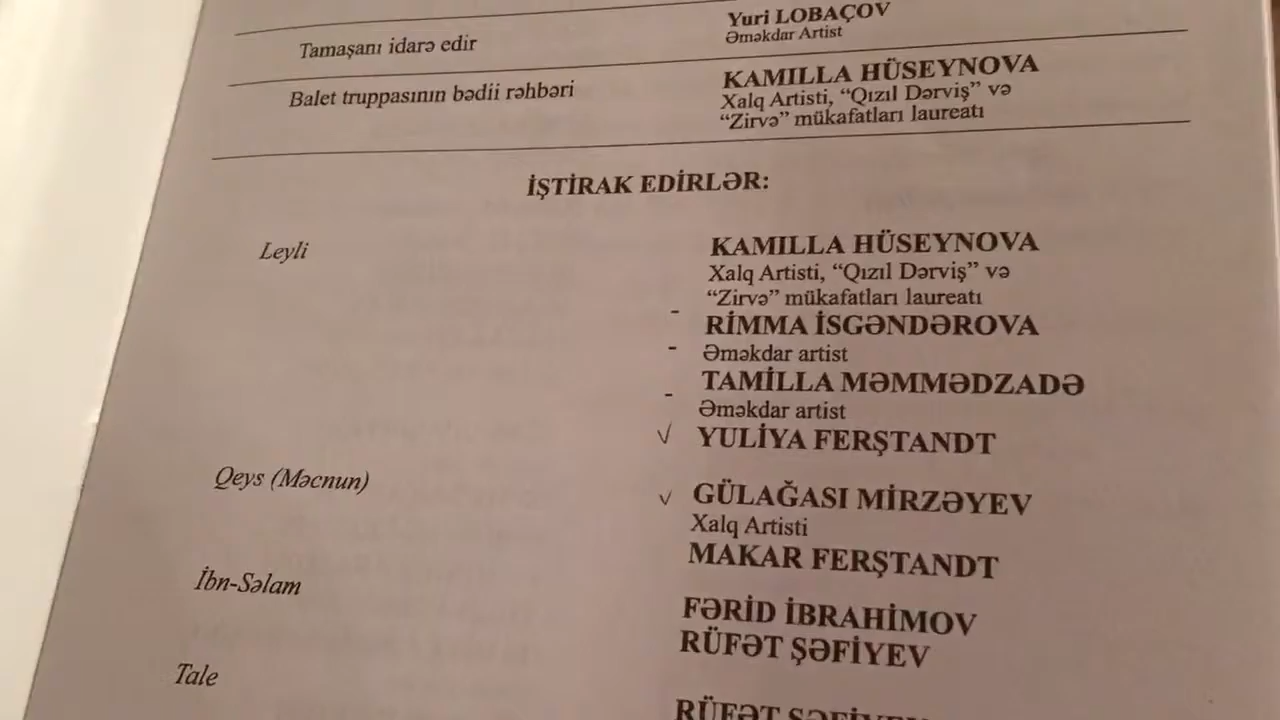 Yuri LOBAÇOV
Tamaşanı idarə edir
Əməkdar Artist
Balet truppasının bədii rəhbəri
KAMILLA HÜSEYNOVA
Xalq Artisti, “Qızıl Dərviş” və
“Zirvə” mükafatları laureatı
İŞTİRAK EDİRLƏR:
Leyli
KAMILLA HÜSEYNOVA
Xalq Artisti, “Qızıl Dərviş” və
“Zirvə” mükafatları laureatı
- RİMMA İSGƏNDƏROVA
- Əməkdar artist
TAMİLLA MƏMMƏDZADƏ
- Əməkdar artist
√ YULİYA FERŞTANDT
Qeys (Məcnun)
√ GÜLAĞASI MİRZƏYEV
Xalq Artisti
MAKAR FERŞTANDT
İbn-Səlam
FƏRİD İBRAHİMOV
RÜFƏT ŞƏFİYEV
Tale
RÜFƏT ŞƏFİYEV